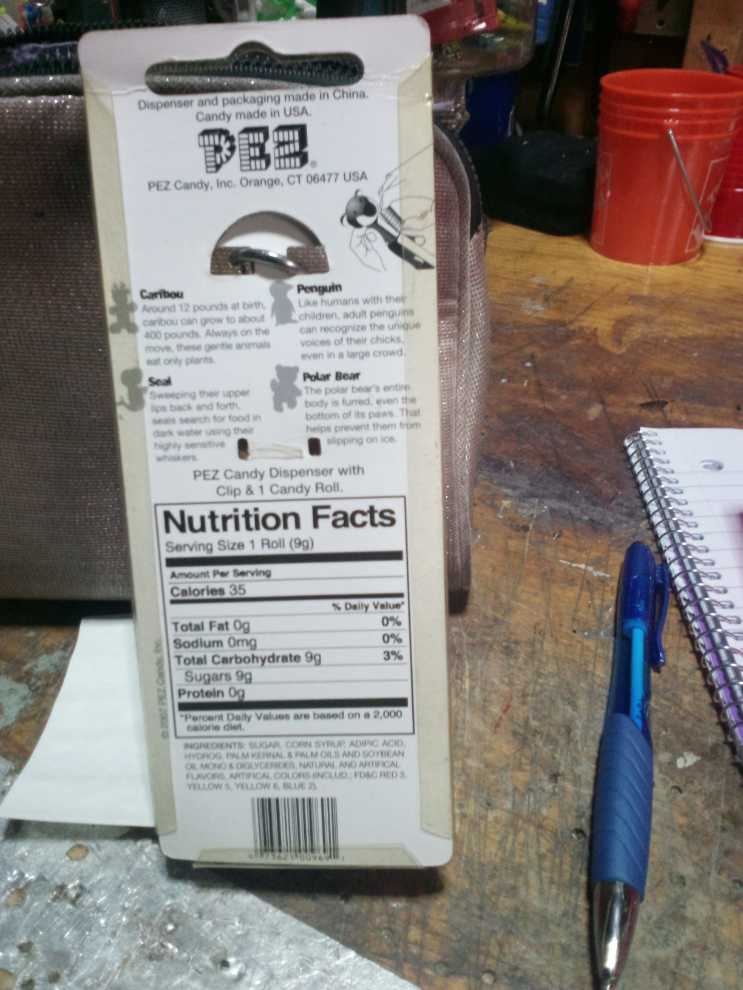 Dispenser and packaging made in China.
Candy made in USA.
PEZ®
PEZ Candy, Inc. Orange, CT 06477 USA
Caribou
Around 12 pounds at birth,
caribou can grow to about
400 pounds. Always on the
move, these gentle animals
eat only plants.
Penguin
Like humans with their
children, adult penguins
can recognize the unique
voices of their chicks,
even in a large crowd.
Seal
Sweeping their upper
lips back and forth,
seals search for food in
dark water using their
highly sensitive
whiskers.
Polar Bear
The polar bear's entire
body is furred, even the
bottom of its paws. That
helps prevent them from
slipping on ice.
PEZ Candy Dispenser with
Clip & 1 Candy Roll.
Nutrition Facts
Serving Size 1 Roll (9g)
Amount Per Serving
Calories 35
% Daily Value*
Total Fat 0g 0%
Sodium 0mg 0%
Total Carbohydrate 9g 3%
Sugars 9g
Protein 0g
*Percent Daily Values are based on a 2,000
calorie diet.
© 2007 PEZ Candy, Inc.
INGREDIENTS: SUGAR, CORN SYRUP, ADIPIC ACID,
HYDROG. PALM KERNAL & PALM OILS AND SOYBEAN
OIL, MONO & DIGLYCERIDES, NATURAL AND ARTIFICAL
FLAVORS, ARTIFICAL COLORS (INCLUD.: FD&C RED 3,
YELLOW 5, YELLOW 6, BLUE 2).